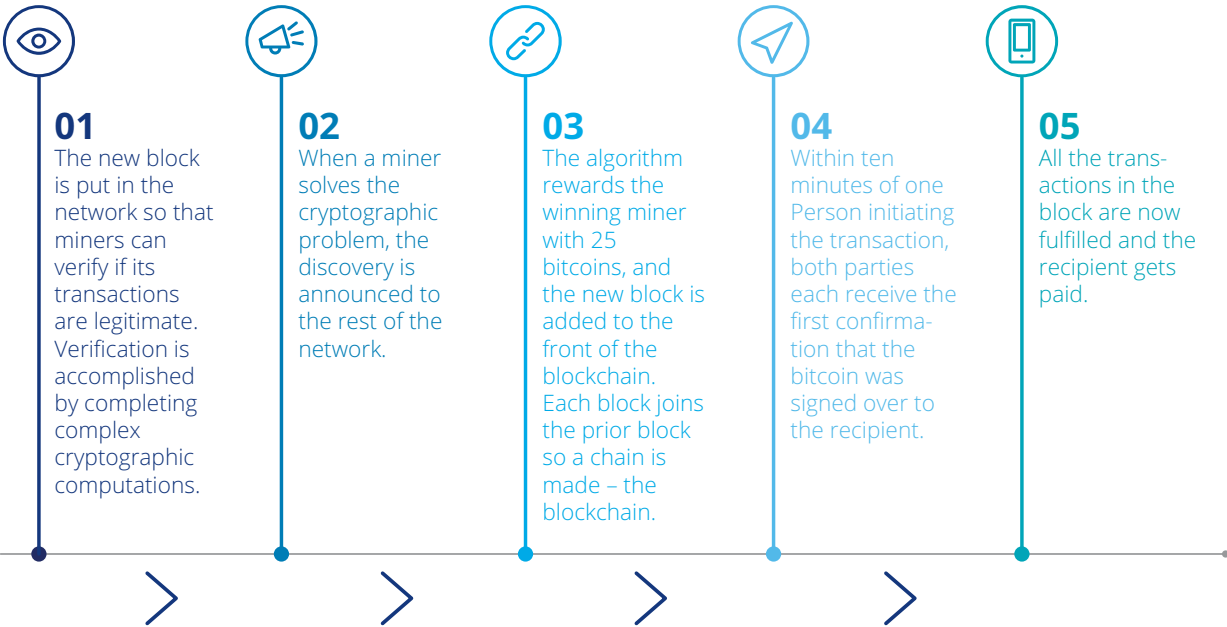 01
The new block
is put in the
network so that
miners can
verify if its
transactions
are legitimate.
Verification is
accomplished
by completing
complex
cryptographic
computations.
02
When a miner
solves the
cryptographic
problem, the
discovery is
announced to
the rest of the
network.
03
The algorithm
rewards the
winning miner
with 25
bitcoins, and
the new block is
added to the
front of the
blockchain.
Each block joins
the prior block
so a chain is
made – the
blockchain.
04
Within ten
minutes of one
Person initiating
the transaction,
both parties
each receive the
first confirma-
tion that the
bitcoin was
signed over to
the recipient.
05
All the trans-
actions in the
block are now
fulfilled and the
recipient gets
paid.